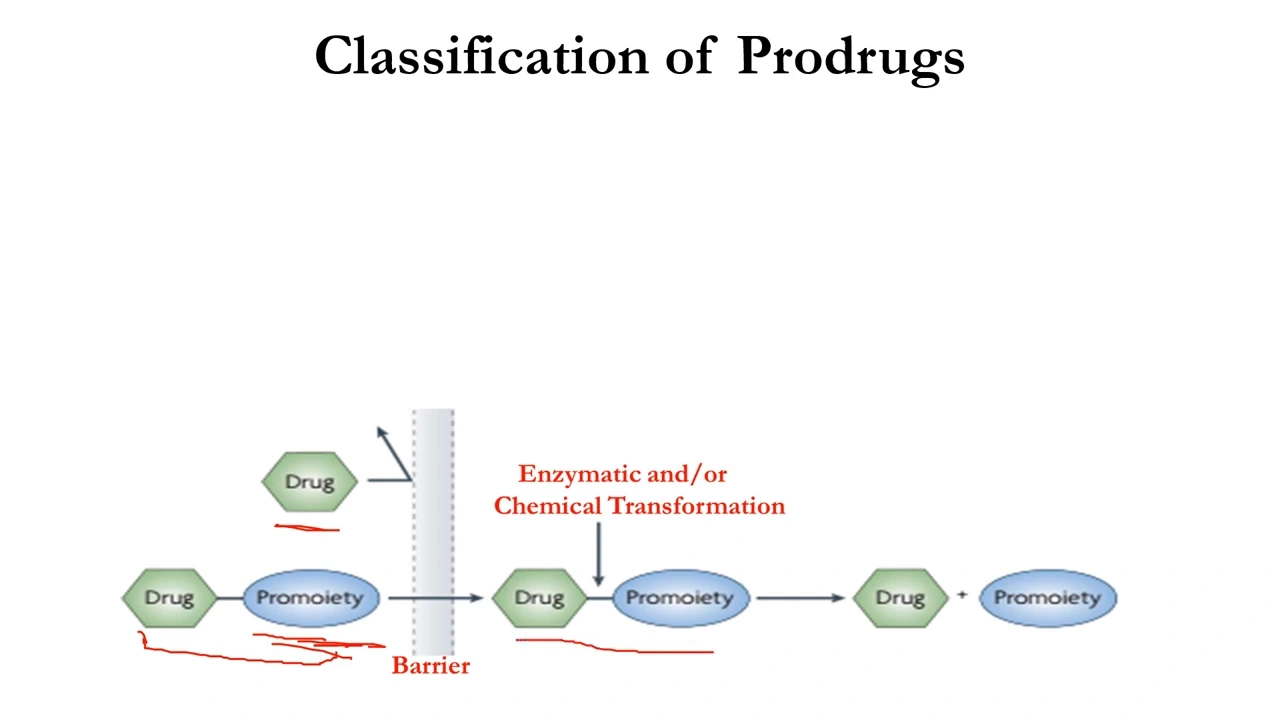 Classification of Prodrugs
Drug
Enzymatic and/or
Chemical Transformation
Drug Promoiety Drug Promoiety Drug + Promoiety
Barrier